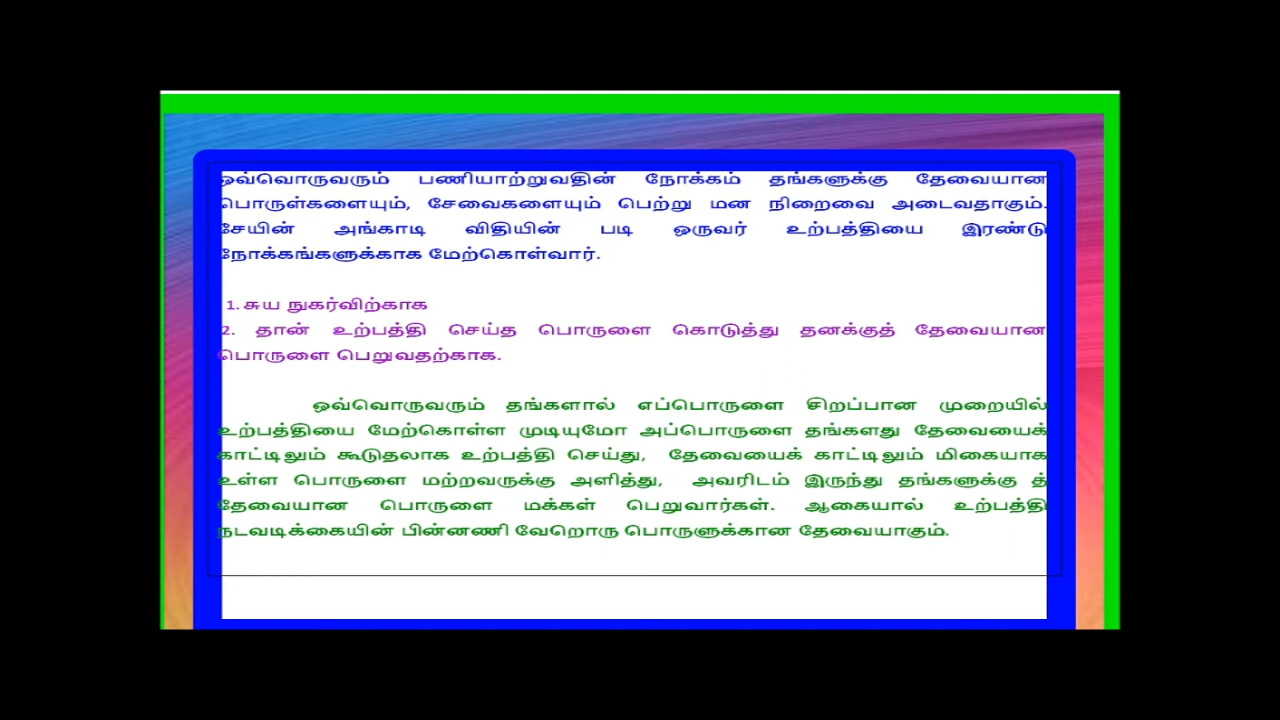 ஒவ்வொருவரும் பணியாற்றுவதின் நோக்கம் தங்களுக்கு தேவையான
பொருள்களையும், சேவைகளையும் பெற்று மன நிறைவை அடைவதாகும்.
சேயின் அங்காடி விதியின் படி ஒருவர் உற்பத்தியை இரண்டு
நோக்கங்களுக்காக மேற்கொள்வார்.
1. சுய நுகர்விற்காக
2. தான் உற்பத்தி செய்த பொருளை கொடுத்து தனக்குத் தேவையான
பொருளை பெறுவதற்காக.
ஒவ்வொருவரும் தங்களால் எப்பொருளை சிறப்பான முறையில்
உற்பத்தியை மேற்கொள்ள முடியுமோ அப்பொருளை தங்களது தேவையைக்
காட்டிலும் கூடுதலாக உற்பத்தி செய்து, தேவையைக் காட்டிலும் மிகையாக
உள்ள பொருளை மற்றவருக்கு அளித்து, அவரிடம் இருந்து தங்களுக்கு த்
தேவையான பொருளை மக்கள் பெறுவார்கள். ஆகையால் உற்பத்தி
நடவடிக்கையின் பின்னணி வேறொரு பொருளுக்கான தேவையாகும்.